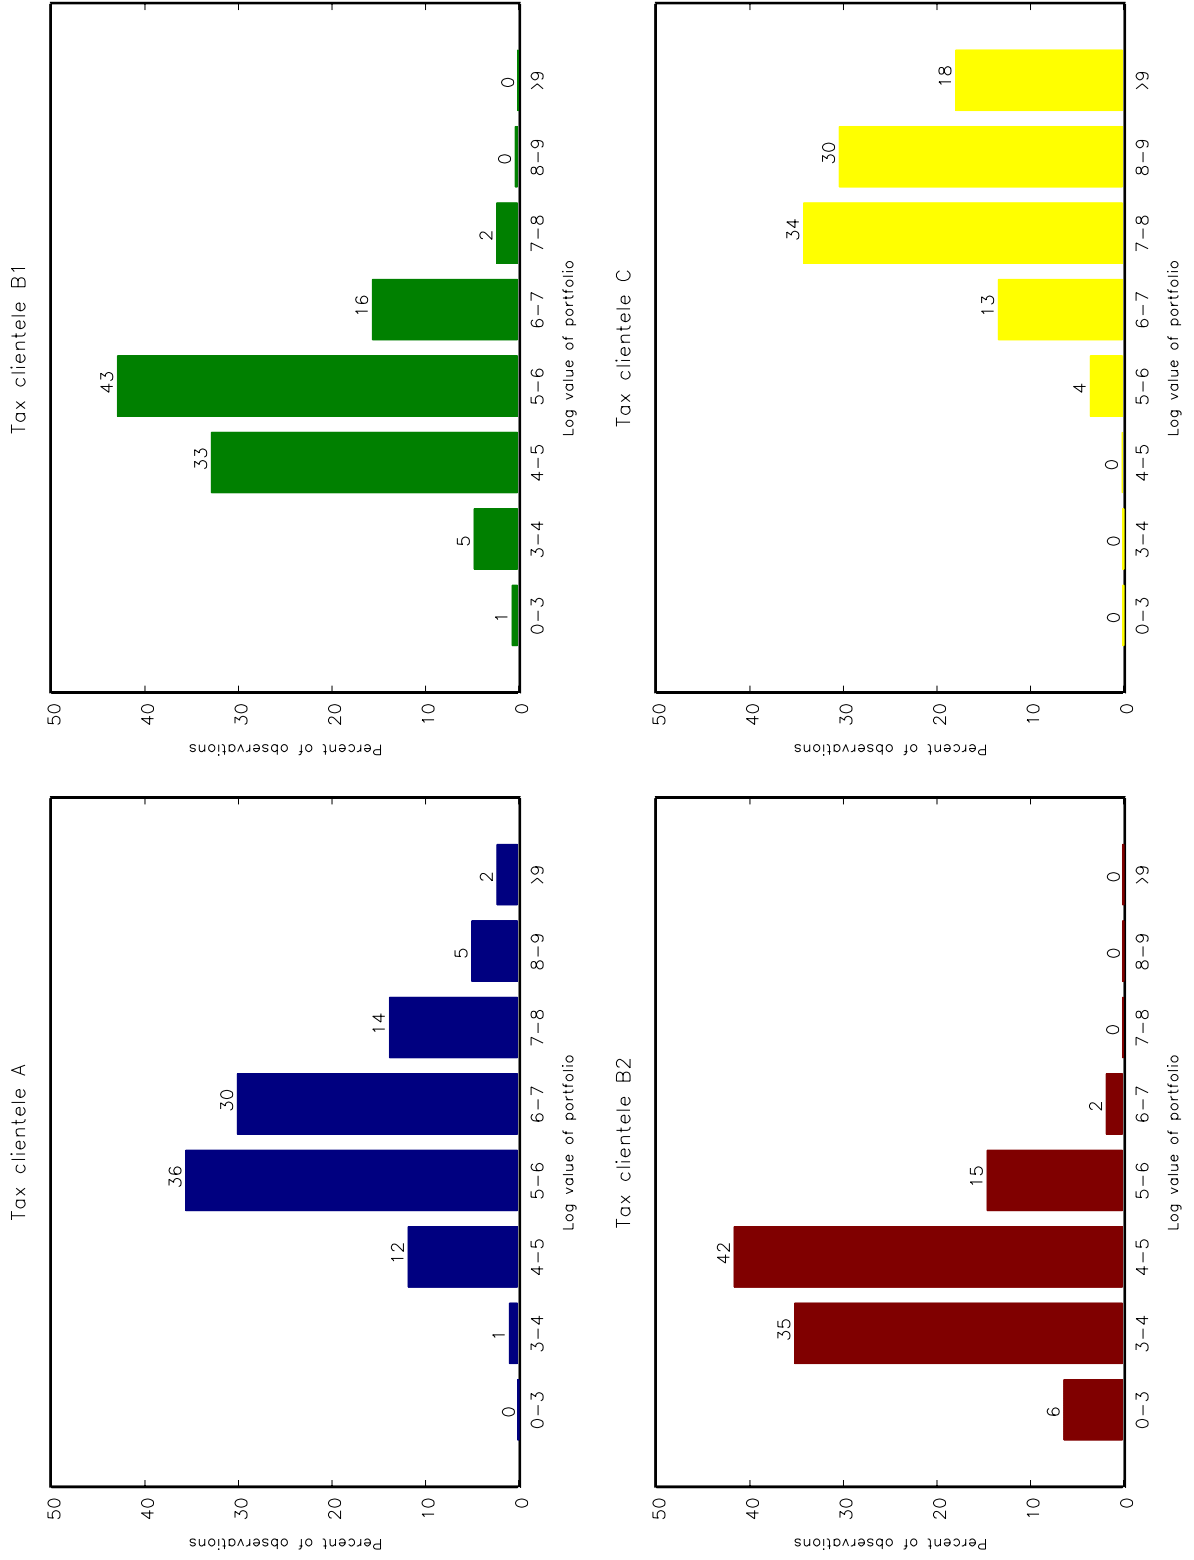 Tax clientele A
50
40
30
20
10
0
Percent of observations
0 1 12 36 30 14 5 2
0-3 3-4 4-5 5-6 6-7 7-8 8-9 >9
Log value of portfolio
Tax clientele B1
50
40
30
20
10
0
Percent of observations
1 5 33 43 16 2 0 0
0-3 3-4 4-5 5-6 6-7 7-8 8-9 >9
Log value of portfolio
Tax clientele B2
50
40
30
20
10
0
Percent of observations
6 35 42 15 2 0 0 0
0-3 3-4 4-5 5-6 6-7 7-8 8-9 >9
Log value of portfolio
Tax clientele C
50
40
30
20
10
0
Percent of observations
0 0 0 4 13 34 30 18
0-3 3-4 4-5 5-6 6-7 7-8 8-9 >9
Log value of portfolio